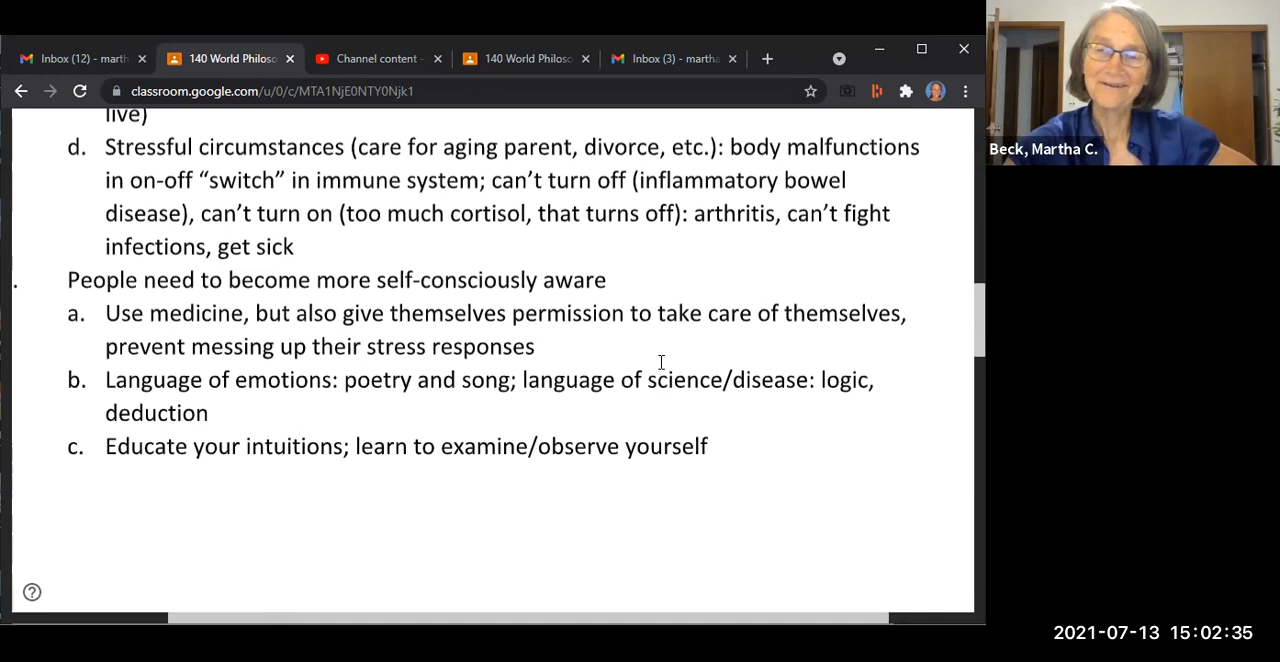 Inbox (12) - marth
140 World Philoso
Channel content -
140 World Philoso
Inbox (3) - martha
classroom.google.com/u/0/c/MTA1NjE0NTY0Njk1
live)
d. Stressful circumstances (care for aging parent, divorce, etc.): body malfunctions
in on-off “switch” in immune system; can’t turn off (inflammatory bowel
disease), can’t turn on (too much cortisol, that turns off): arthritis, can’t fight
infections, get sick
. People need to become more self-consciously aware
a. Use medicine, but also give themselves permission to take care of themselves,
prevent messing up their stress responses
b. Language of emotions: poetry and song; language of science/disease: logic,
deduction
c. Educate your intuitions; learn to examine/observe yourself
Beck, Martha C.
2021-07-13 15:02:35